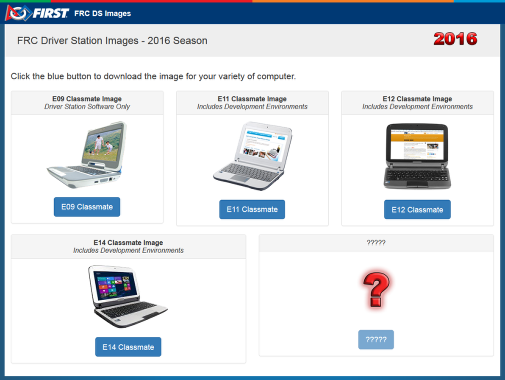 FIRST FRC DS Images
FRC Driver Station Images - 2016 Season
2016
Click the blue button to download the image for your variety of computer.
E09 Classmate Image
Driver Station Software Only
E09 Classmate
E11 Classmate Image
Includes Development Environments
E11 Classmate
E12 Classmate Image
Includes Development Environments
E12 Classmate
E14 Classmate Image
Includes Development Environments
E14 Classmate
?????
?
?????